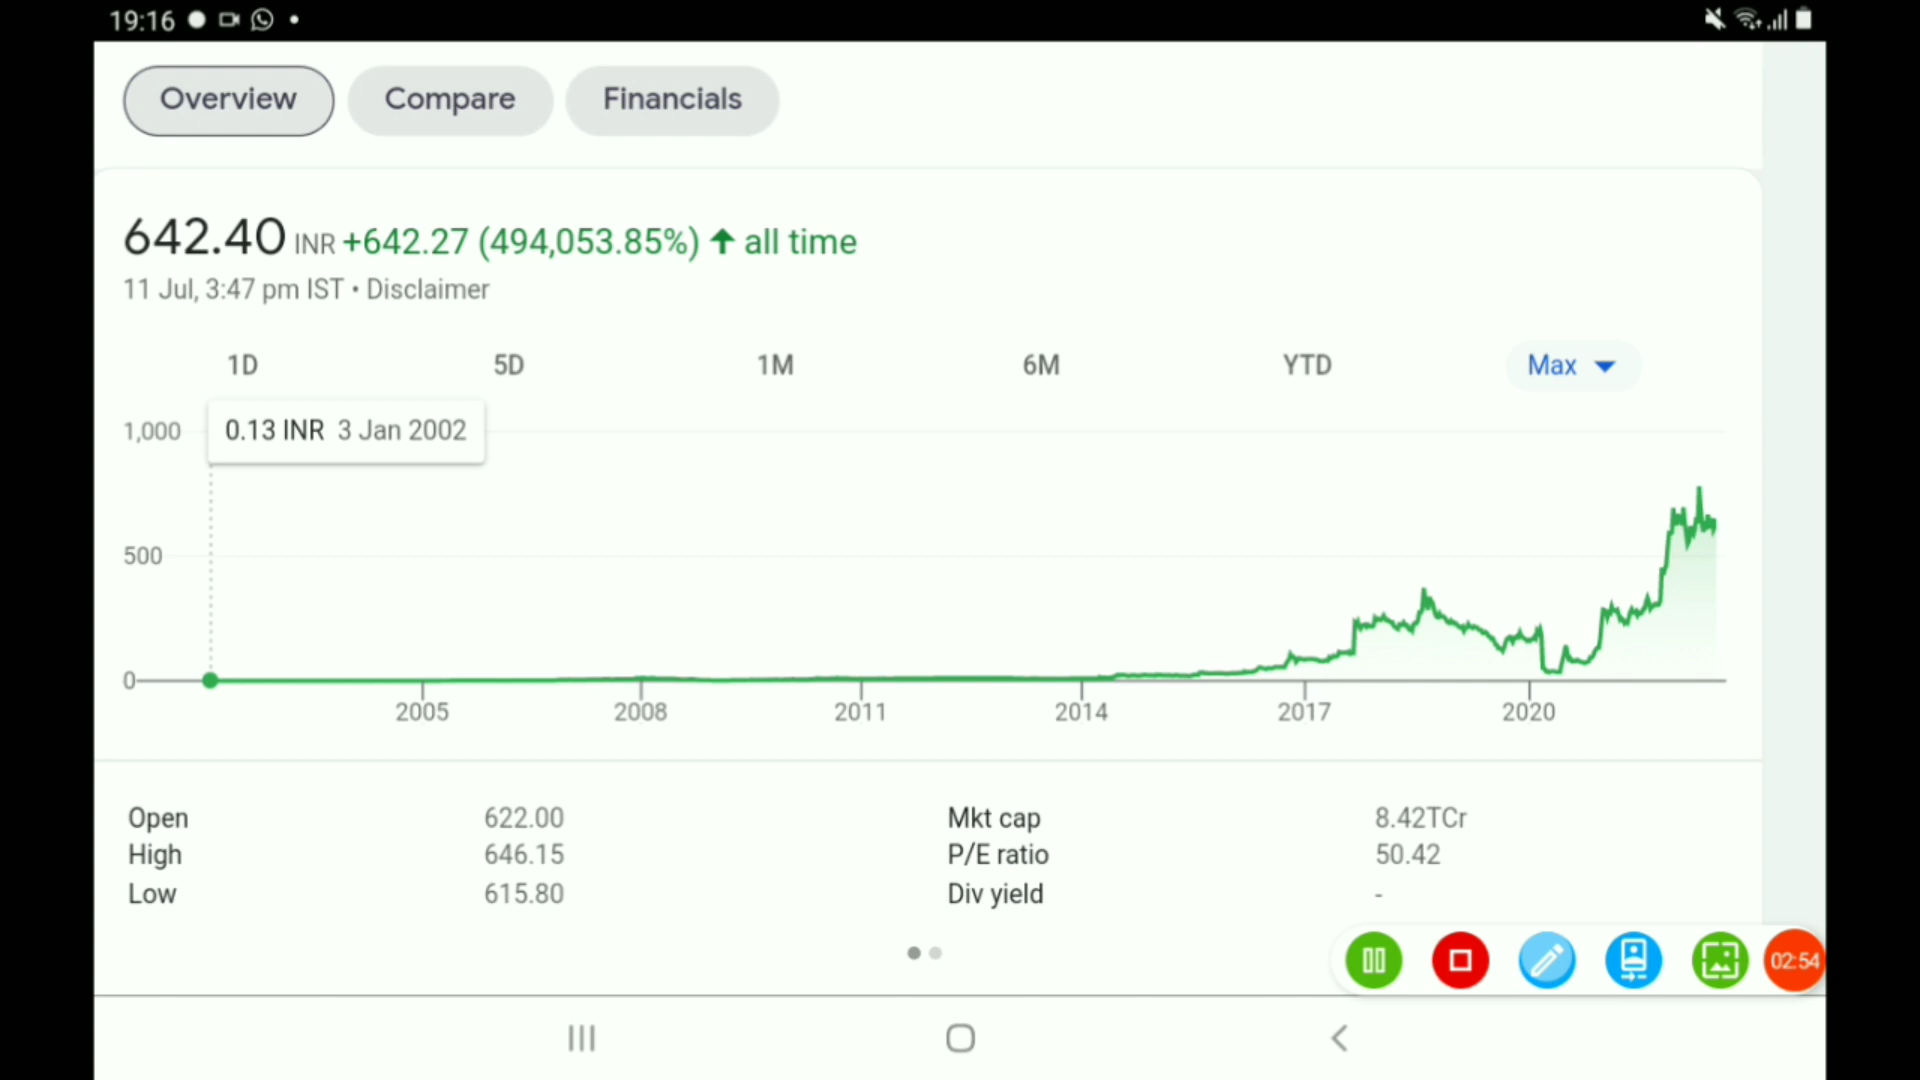 19:16
Overview Compare Financials
642.40 INR +642.27 (494,053.85%) ↑ all time
11 Jul, 3:47 pm IST • Disclaimer
1D 5D 1M 6M YTD Max
1,000
0.13 INR 3 Jan 2002
500
0
2005 2008 2011 2014 2017 2020
Open 622.00 Mkt cap 8.42TCr
High 646.15 P/E ratio 50.42
Low 615.80 Div yield -
02:54